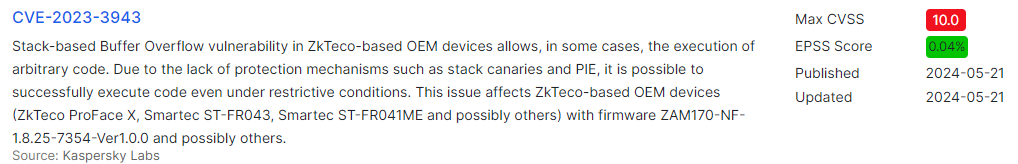 CVE-2023-3943
Stack-based Buffer Overflow vulnerability in ZkTeco-based OEM devices allows, in some cases, the execution of
arbitrary code. Due to the lack of protection mechanisms such as stack canaries and PIE, it is possible to
successfully execute code even under restrictive conditions. This issue affects ZkTeco-based OEM devices
(ZkTeco ProFace X, Smartec ST-FR043, Smartec ST-FR041ME and possibly others) with firmware ZAM170-NF-
1.8.25-7354-Ver1.0.0 and possibly others.
Source: Kaspersky Labs
Max CVSS 10.0
EPSS Score 0.04%
Published 2024-05-21
Updated 2024-05-21